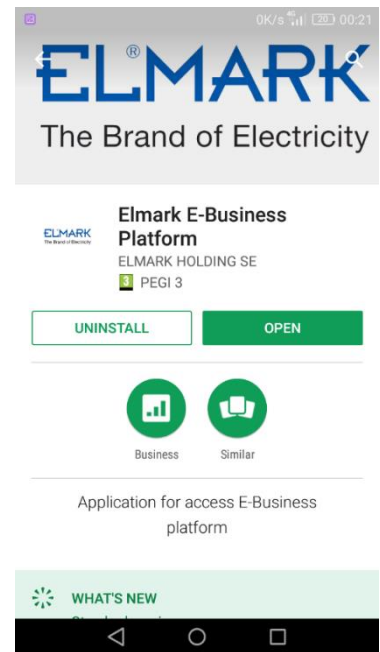 0K/s 4G 20 00:21
ELMARK®
The Brand of Electricity
ELMARK
The Brand of Electricity
Elmark E-Business
Platform
ELMARK HOLDING SE
3 PEGI 3
UNINSTALL
OPEN
Business
Similar
Application for access E-Business
platform
WHAT'S NEW